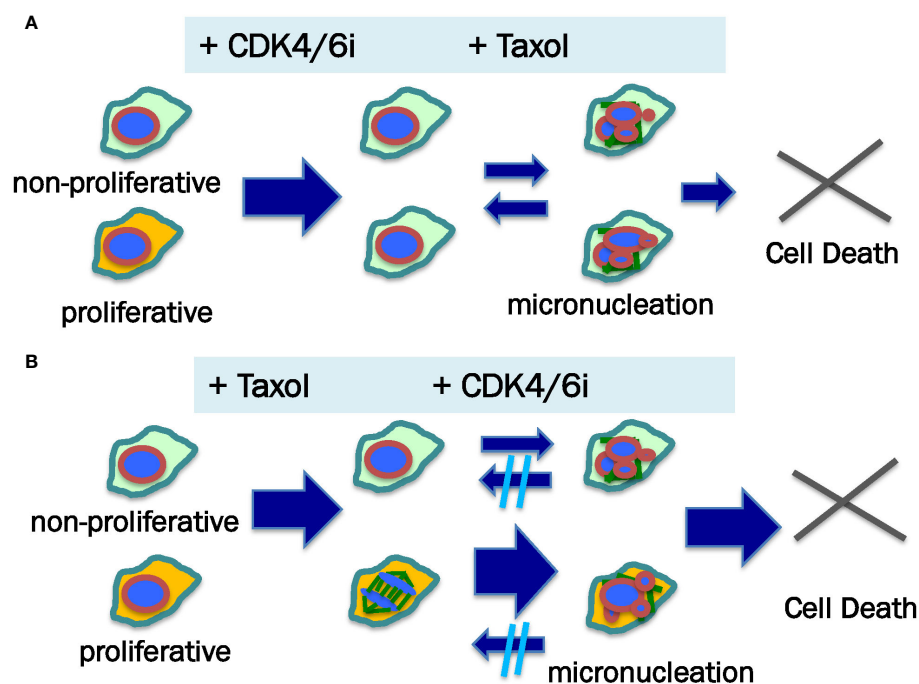 A
+ CDK4/6i + Taxol
non-proliferative
proliferative
micronucleation
Cell Death
B
+ Taxol + CDK4/6i
non-proliferative
proliferative
micronucleation
Cell Death